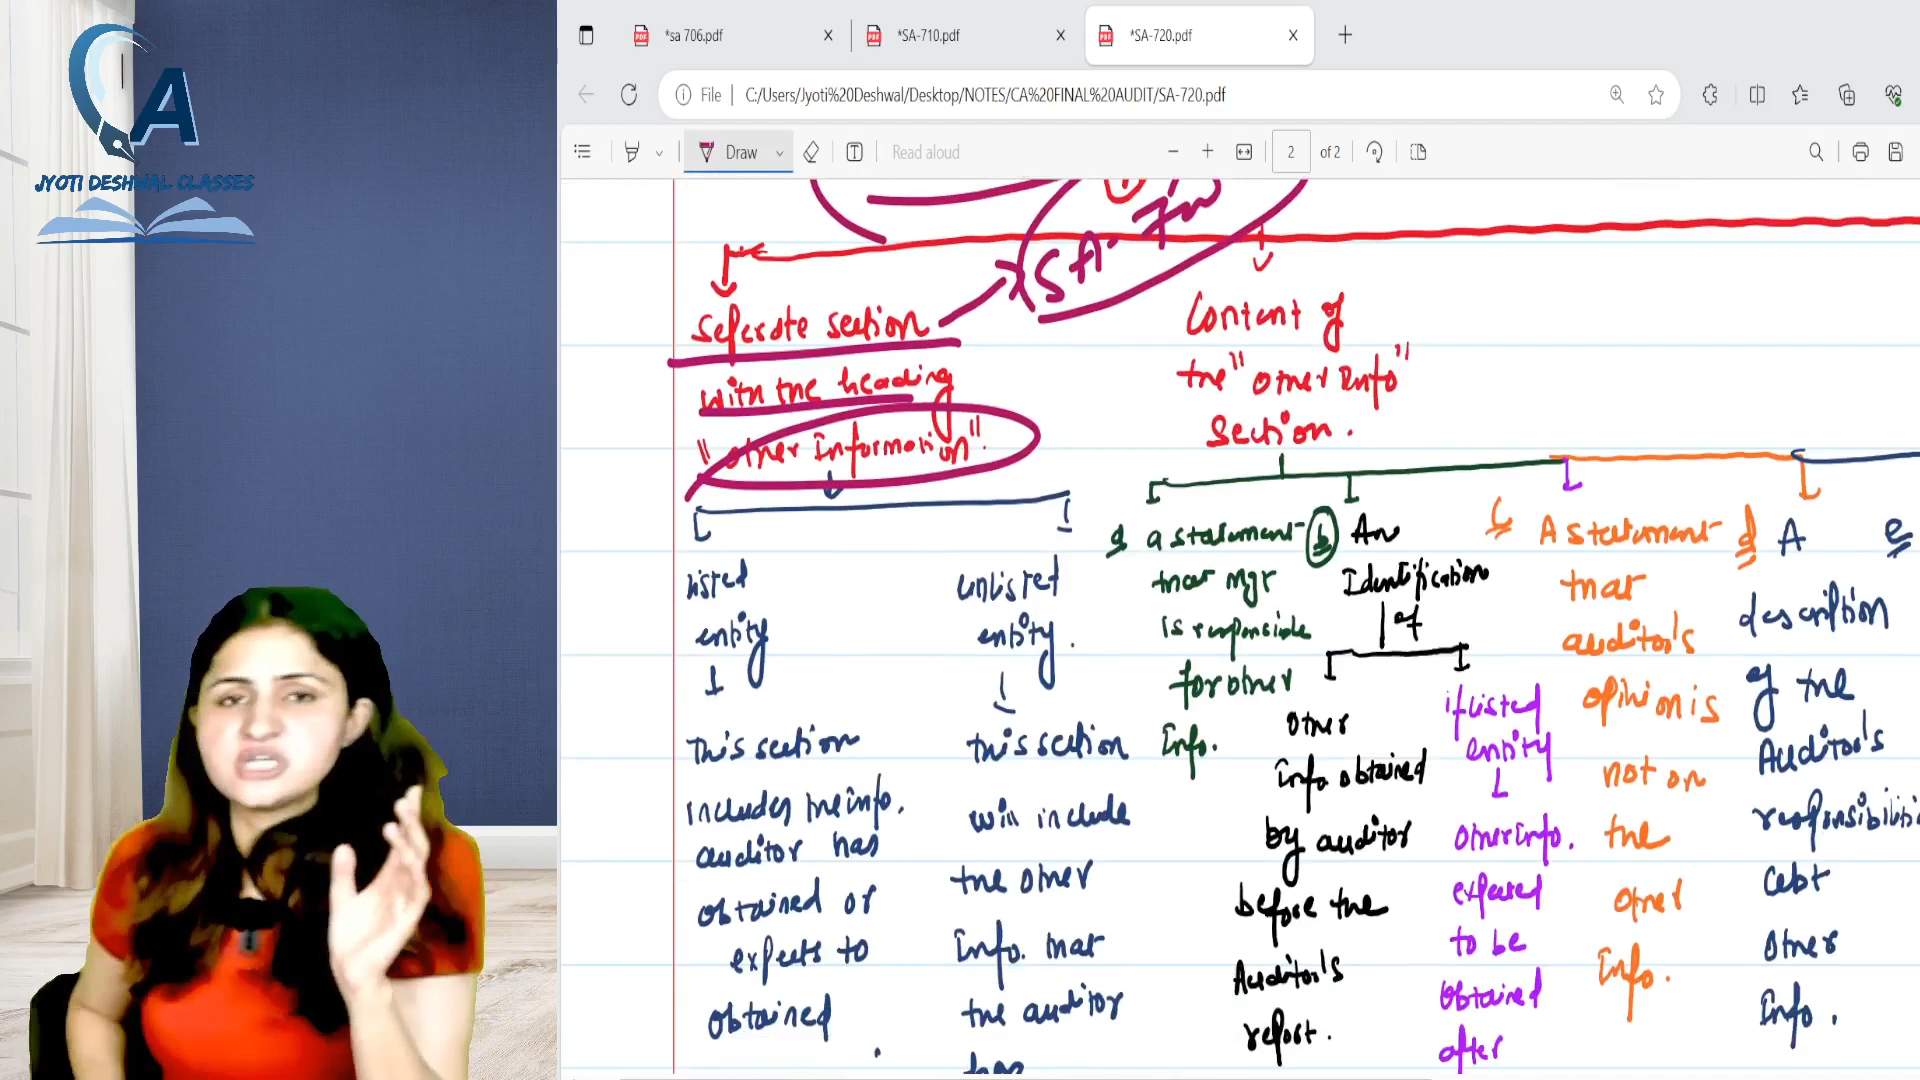 A
JYOTI DESHWAL CLASSES
*sa 706.pdf
*SA-710.pdf
*SA-720.pdf
File
C:/Users/Jyoti%20Deshwal/Desktop/NOTES/CA%20FINAL%20AUDIT/SA-720.pdf
Draw
Read aloud
2
of 2
SA-
Seperate section
with the heading
"other Information".
Listed
entity
This section
includes the info.
auditor has
obtained or
expects to
obtained
unlisted
entity.
this section
will include
the other
Info. that
the auditor
has
Content of
the "other Info"
Section.
a a statement
that mgr
is responsible
for other
Info.
b An
Identification
of
other
Info obtained
by auditor
before the
Auditor's
report.
if listed
entity
other info.
expected
to be
obtained
after
c A statement
that
auditor's
opinion is
not on
the
other
Info.
d A
description
of the
Auditor's
responsibiliti
other
Info.
e